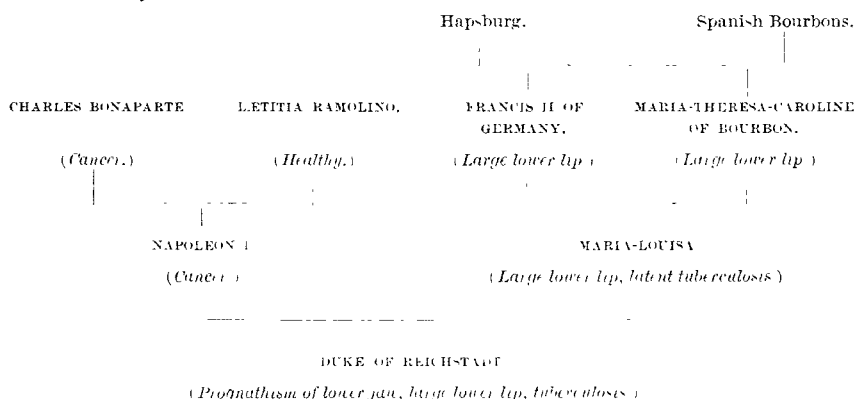 Hapsburg. Spanish Bourbons.
CHARLES BONAPARTE LÆTITIA RAMOLINO. FRANCIS II OF GERMANY. MARIA-THERESA-CAROLINE OF BOURBON.
(Cancer.) (Healthy.) (Large lower lip) (Large lower lip)
NAPOLEON I MARIA-LOUISA
(Cancer) (Large lower lip, latent tuberculosis)
DUKE OF REICHSTADT
(Prognathism of lower jaw, large lower lip, tuberculosis)